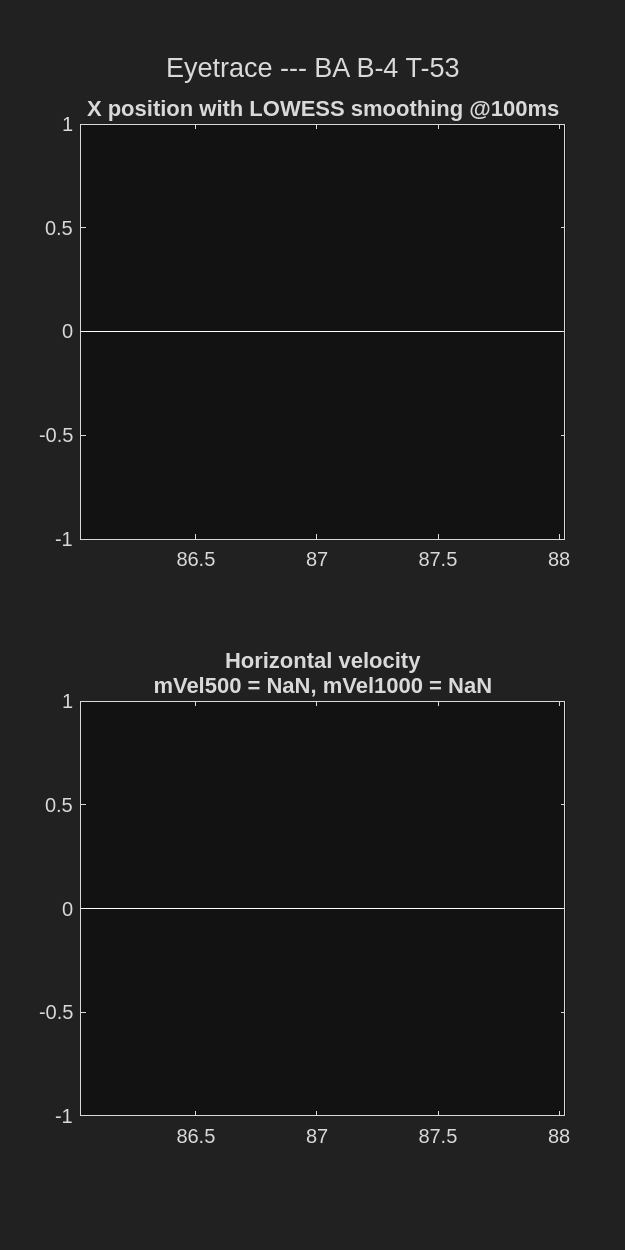 Eyetrace --- BA B-4 T-53
X position with LOWESS smoothing @100ms
1
0.5
0
-0.5
-1
86.5 87 87.5 88
Horizontal velocity
mVel500 = NaN, mVel1000 = NaN
1
0.5
0
-0.5
-1
86.5 87 87.5 88